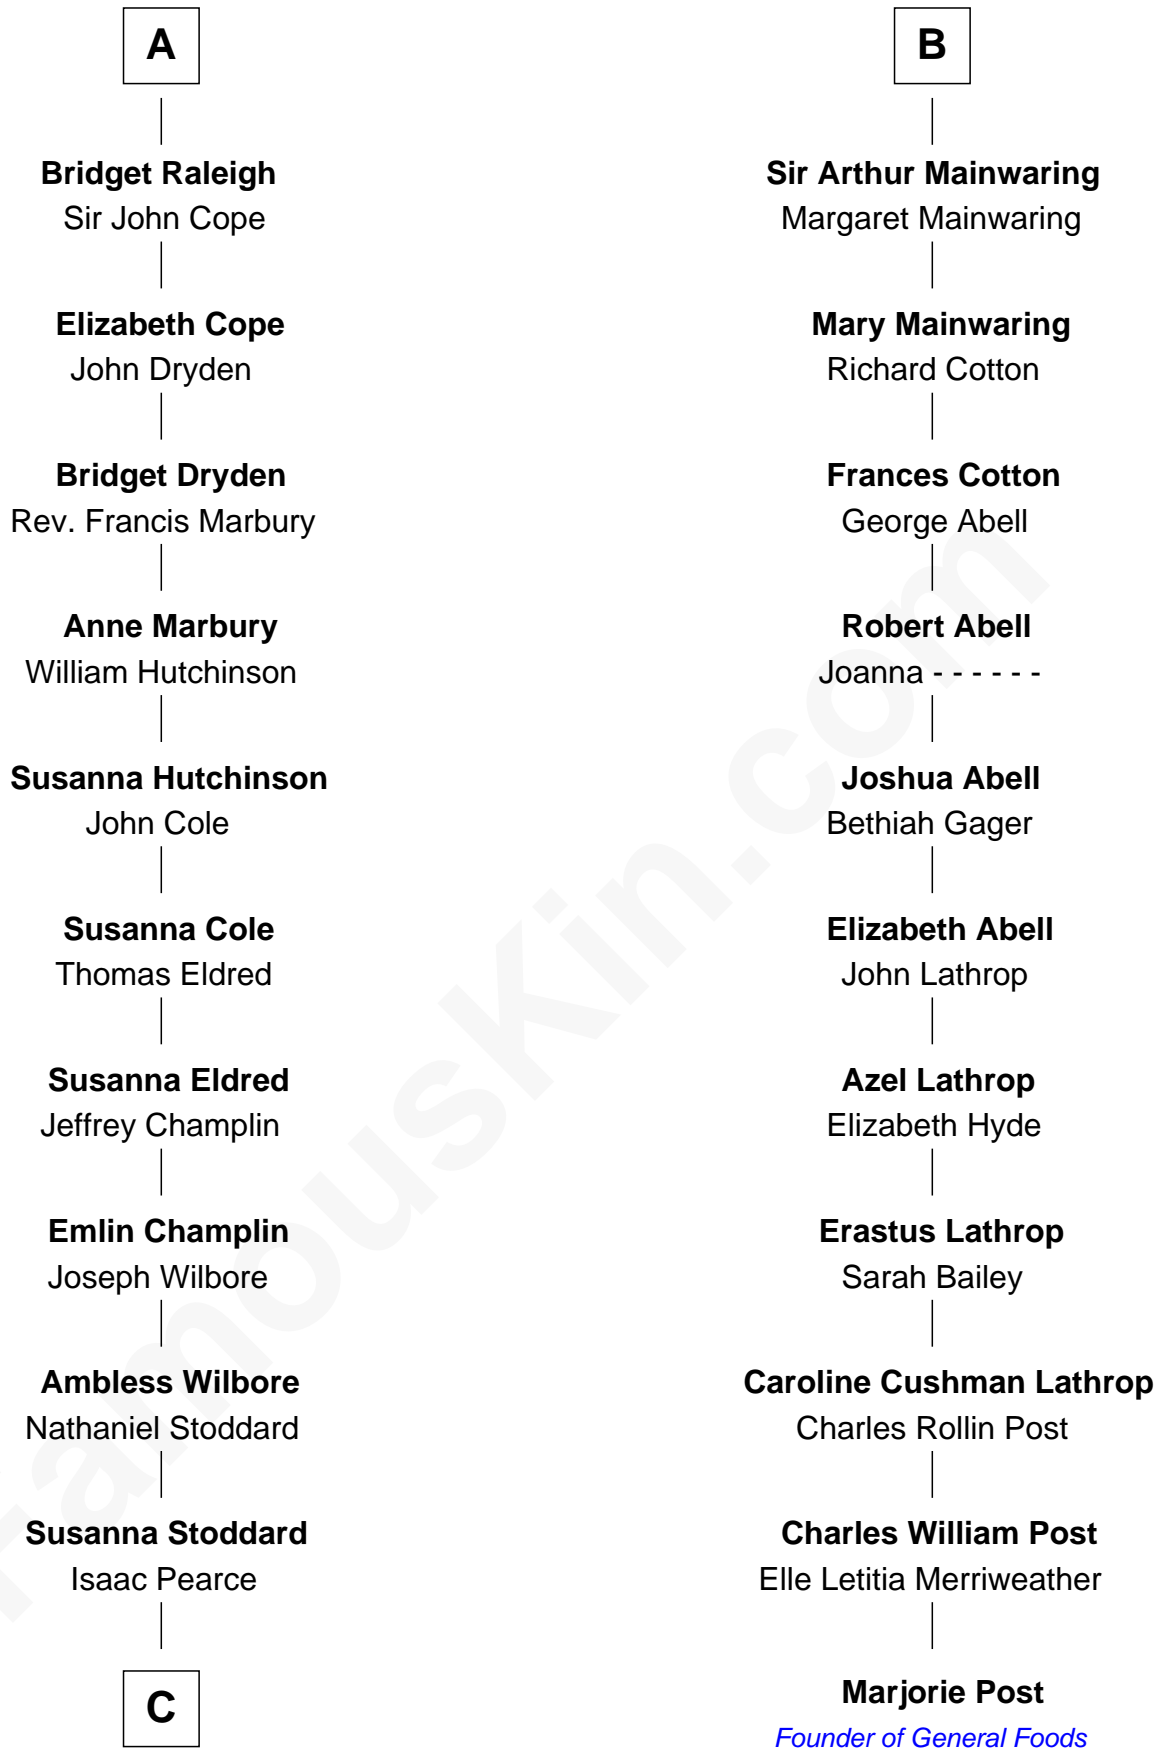 A
Bridget Raleigh
Sir John Cope
Elizabeth Cope
John Dryden
Bridget Dryden
Rev. Francis Marbury
Anne Marbury
William Hutchinson
Susanna Hutchinson
John Cole
Susanna Cole
Thomas Eldred
Susanna Eldred
Jeffrey Champlin
Emlin Champlin
Joseph Wilbore
Ambless Wilbore
Nathaniel Stoddard
Susanna Stoddard
Isaac Pearce
C
B
Sir Arthur Mainwaring
Margaret Mainwaring
Mary Mainwaring
Richard Cotton
Frances Cotton
George Abell
Robert Abell
Joanna - - - - - -
Joshua Abell
Bethiah Gager
Elizabeth Abell
John Lathrop
Azel Lathrop
Elizabeth Hyde
Erastus Lathrop
Sarah Bailey
Caroline Cushman Lathrop
Charles Rollin Post
Charles William Post
Elle Letitia Merriweather
Marjorie Post
Founder of General Foods
FamousKin.com